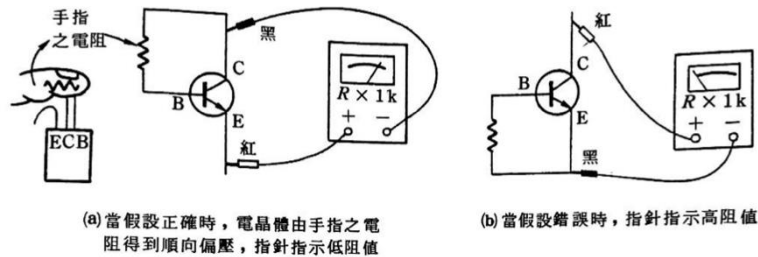 手指
之電阻
黑
C
B
E
R × 1k
+ −
紅
ECB
(a) 當假設正確時，電晶體由手指之電
阻得到順向偏壓，指針指示低阻值
紅
C
B
E
R × 1k
+ −
黑
(b) 當假設錯誤時，指針指示高阻值